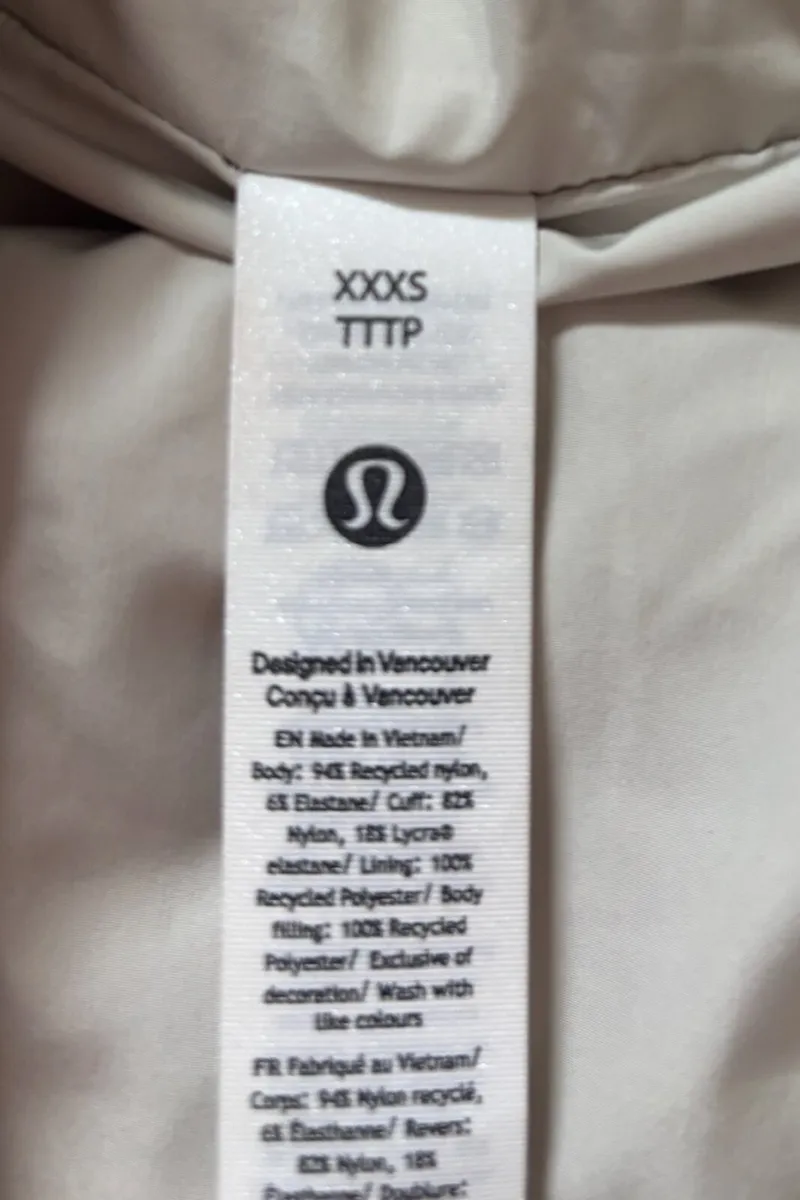 XXXS
TTTP
Designed in Vancouver
Conçu à Vancouver
EN Made in Vietnam/
Body: 94% Recycled nylon,
6% Elastane/ Cuff: 82%
Nylon, 18% Lycra®
elastane/ Lining: 100%
Recycled Polyester/ Body
filling: 100% Recycled
Polyester/ Exclusive of
decoration/ Wash with
like colours
FR Fabriqué au Vietnam/
Corps: 94% Nylon recyclé,
6% Élasthanne/ Revers:
82% Nylon, 18%
Élasthanne/ Doublure: